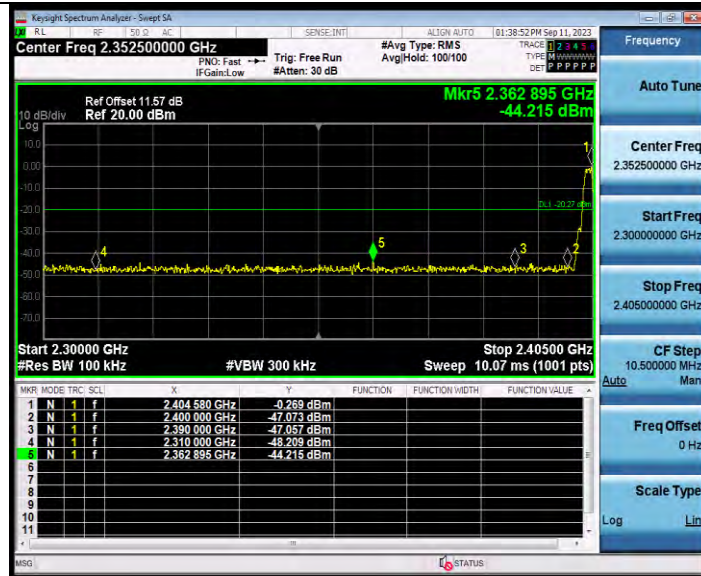 Keysight Spectrum Analyzer - Swept SA
RL RF 50 Ω AC SENSE:INT ALIGN AUTO 01:38:52 PM Sep 11, 2023
Center Freq 2.352500000 GHz #Avg Type: RMS TRACE 1 2 3 4 5
PNO: Fast Trig: Free Run Avg|Hold: 100/100 TYPE M
IFGain:Low #Atten: 30 dB DET P P P P P P
Frequency
Auto Tune
Center Freq
2.352500000 GHz
Start Freq
2.300000000 GHz
Stop Freq
2.405000000 GHz
CF Step
10.500000 MHz
Auto Man
Freq Offset
0 Hz
Scale Type
Log Lin
Mkr5 2.362 895 GHz
-44.215 dBm
Ref Offset 11.57 dB
10 dB/div Ref 20.00 dBm
Log
10.0
0.00
-10.0
-20.0
-30.0
-40.0
-50.0
-60.0
-70.0
DL1 -20.27 dBm
1
4
5
3
2
Start 2.30000 GHz Stop 2.40500 GHz
#Res BW 100 kHz #VBW 300 kHz Sweep 10.07 ms (1001 pts)
MKR MODE TRC SCL X Y FUNCTION FUNCTION WIDTH FUNCTION VALUE
1 N 1 f 2.404 580 GHz -0.269 dBm
2 N 1 f 2.400 000 GHz -47.073 dBm
3 N 1 f 2.390 000 GHz -47.057 dBm
4 N 1 f 2.310 000 GHz -48.209 dBm
5 N 1 f 2.362 895 GHz -44.215 dBm
6
7
8
9
10
11
MSG STATUS